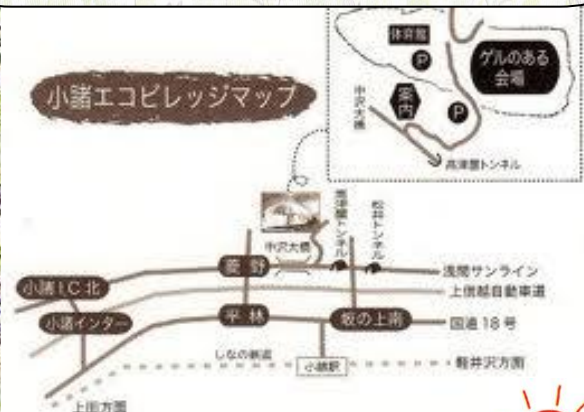 小諸エコビレッジマップ
体育館
P
ゲルのある
会場
案内
P
中沢大橋
高津屋トンネル
中沢大橋
高津屋トンネル
松井トンネル
菱野
浅間サンライン
小諸IC北
上信越自動車道
小諸インター
平林
坂の上南
国道18号
しなの鉄道
小諸駅
軽井沢方面
上田方面